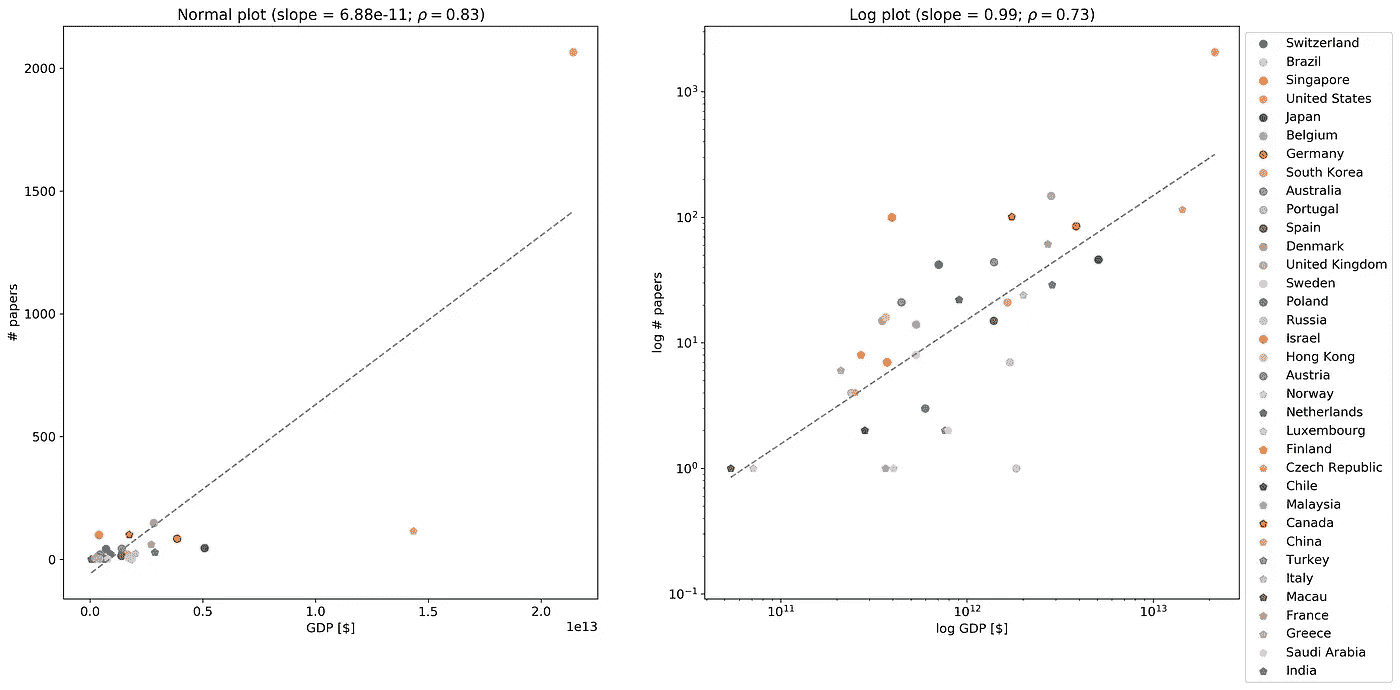 Normal plot (slope = 6.88e-11; ρ = 0.83)
2000
1500
1000
500
0
# papers
0.0 0.5 1.0 1.5 2.0
1e13
GDP [$]
Log plot (slope = 0.99; ρ = 0.73)
10³
10²
10¹
10⁰
10⁻¹
log # papers
10¹¹ 10¹² 10¹³
log GDP [$]
Switzerland
Brazil
Singapore
United States
Japan
Belgium
Germany
South Korea
Australia
Portugal
Spain
Denmark
United Kingdom
Sweden
Poland
Russia
Israel
Hong Kong
Austria
Norway
Netherlands
Luxembourg
Finland
Czech Republic
Chile
Malaysia
Canada
China
Turkey
Italy
Macau
France
Greece
Saudi Arabia
India